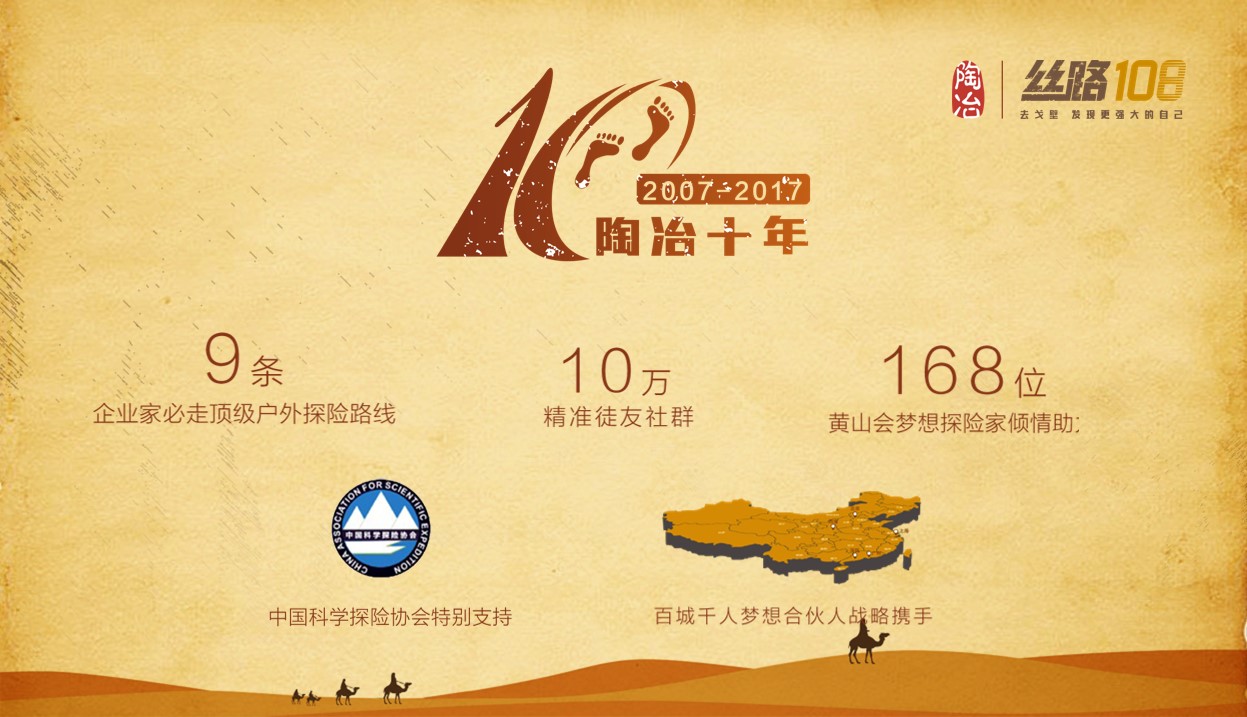 陶冶
丝路108
去戈壁 发现更强大的自己
10
2007-2017
陶冶十年
9条
企业家必走顶级户外探险路线
10万
精准徒友社群
168位
黄山会梦想探险家倾情助
CHINA ASSOCIATION FOR SCIENTIFIC EXPEDITION
中国科学探险协会
中国科学探险协会特别支持
百城千人梦想合伙人战略携手